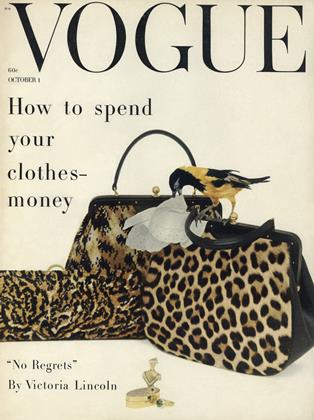 VOGUE
60c
OCTOBER 1
How to spend
your
clothes–
money
"No Regrets"
By Victoria Lincoln